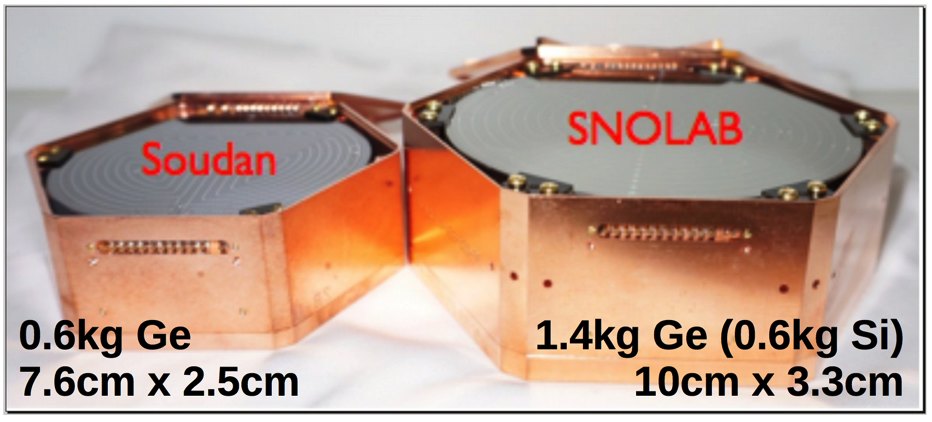 Soudan
SNOLAB
0.6kg Ge
7.6cm x 2.5cm
1.4kg Ge (0.6kg Si)
10cm x 3.3cm